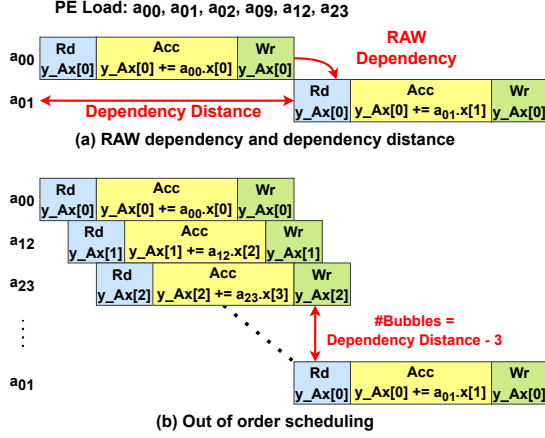 PE Load: a00, a01, a02, a09, a12, a23
a00
Rd
y_Ax[0]
Acc
y_Ax[0] += a00.x[0]
Wr
y_Ax[0]
RAW
Dependency
a01
Dependency Distance
Rd
y_Ax[0]
Acc
y_Ax[0] += a01.x[1]
Wr
y_Ax[0]
(a) RAW dependency and dependency distance
a00
Rd
y_Ax[0]
Acc
y_Ax[0] += a00.x[0]
Wr
y_Ax[0]
a12
Rd
y_Ax[1]
Acc
y_Ax[1] += a12.x[2]
Wr
y_Ax[1]
a23
Rd
y_Ax[2]
Acc
y_Ax[2] += a23.x[3]
Wr
y_Ax[2]
#Bubbles =
Dependency Distance - 3
a01
Rd
y_Ax[0]
Acc
y_Ax[0] += a01.x[1]
Wr
y_Ax[0]
(b) Out of order scheduling